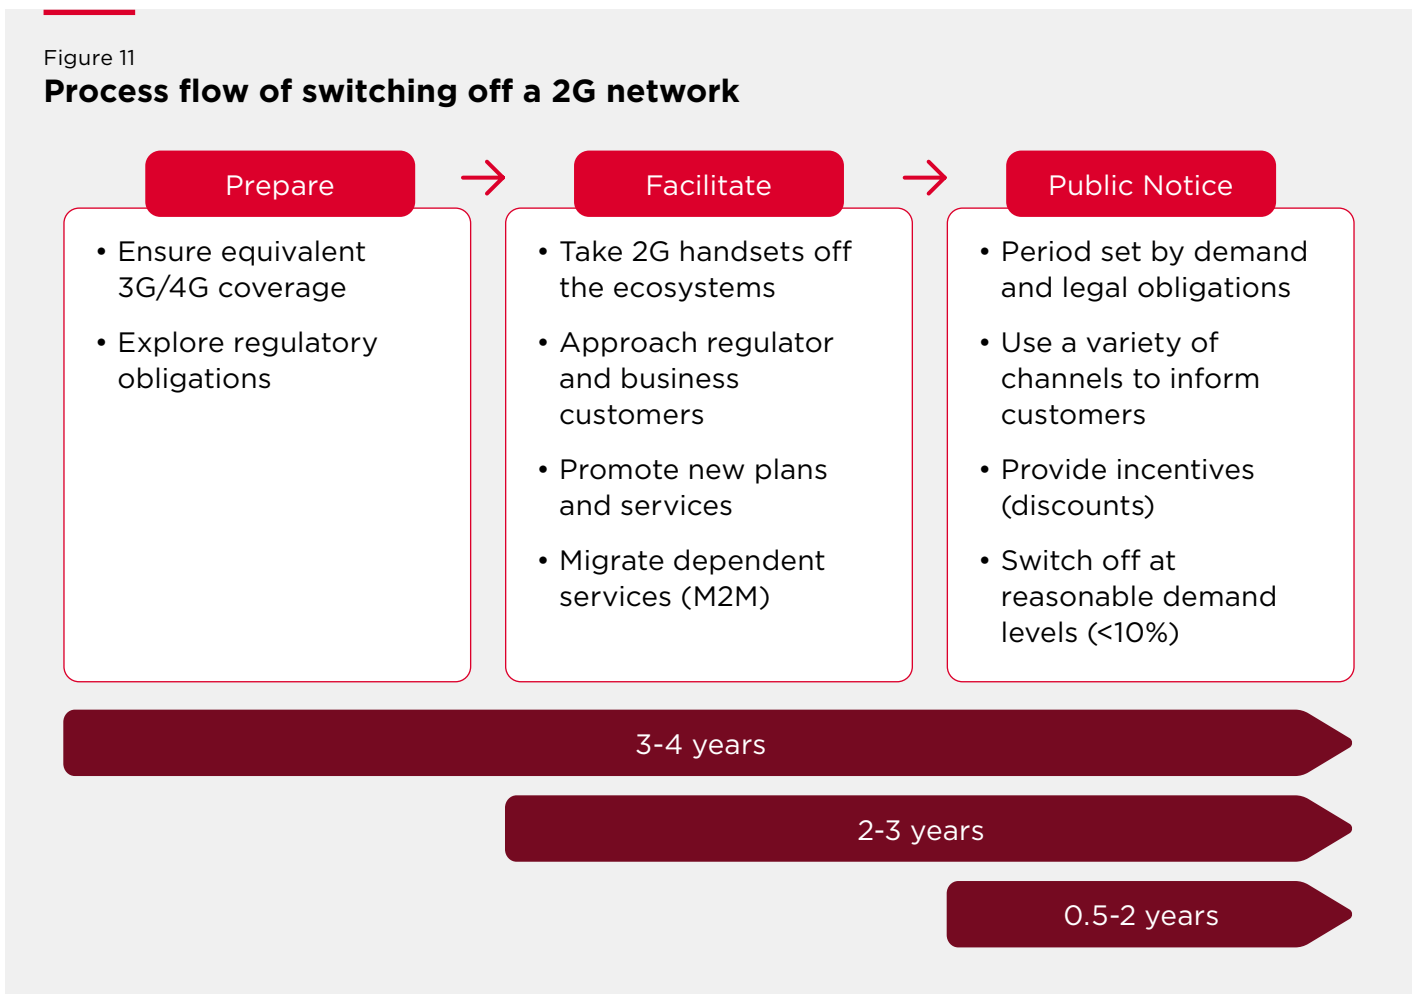 Figure 11
Process flow of switching off a 2G network
Prepare
• Ensure equivalent
3G/4G coverage
• Explore regulatory
obligations
Facilitate
• Take 2G handsets off
the ecosystems
• Approach regulator
and business
customers
• Promote new plans
and services
• Migrate dependent
services (M2M)
Public Notice
• Period set by demand
and legal obligations
• Use a variety of
channels to inform
customers
• Provide incentives
(discounts)
• Switch off at
reasonable demand
levels (<10%)
3-4 years
2-3 years
0.5-2 years